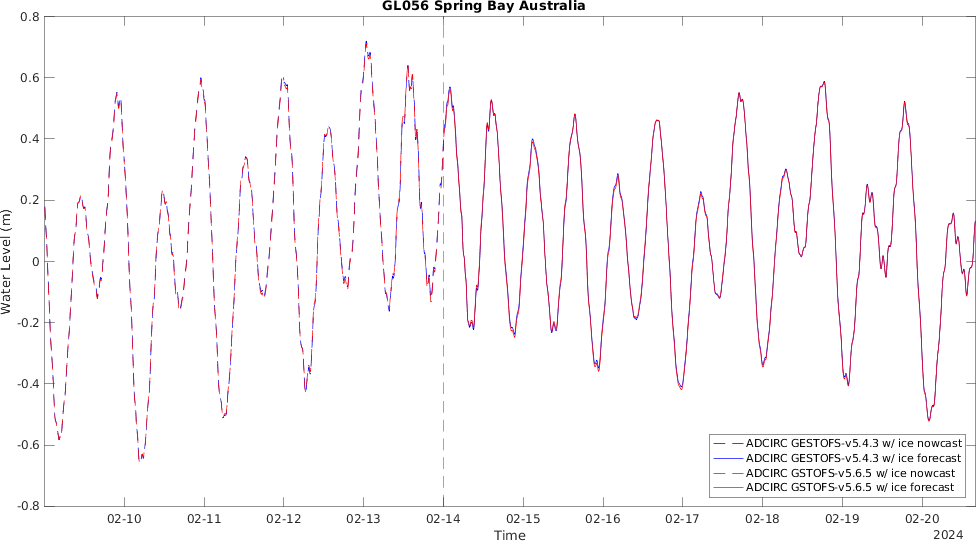 GL056 Spring Bay Australia
0.8
0.6
0.4
0.2
0
-0.2
-0.4
-0.6
-0.8
Water Level (m)
ADCIRC GESTOFS-v5.4.3 w/ ice nowcast
ADCIRC GESTOFS-v5.4.3 w/ ice forecast
ADCIRC GSTOFS-v5.6.5 w/ ice nowcast
ADCIRC GSTOFS-v5.6.5 w/ ice forecast
02-10 02-11 02-12 02-13 02-14 02-15 02-16 02-17 02-18 02-19 02-20
Time
2024